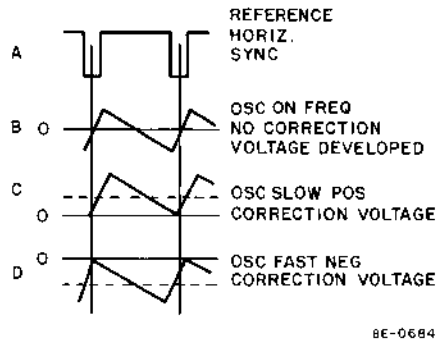 REFERENCE
HORIZ.
SYNC
A
B O
OSC ON FREQ
NO CORRECTION
VOLTAGE DEVELOPED
C
O
OSC SLOW POS
CORRECTION VOLTAGE
D O
OSC FAST NEG
CORRECTION VOLTAGE
BE-0684